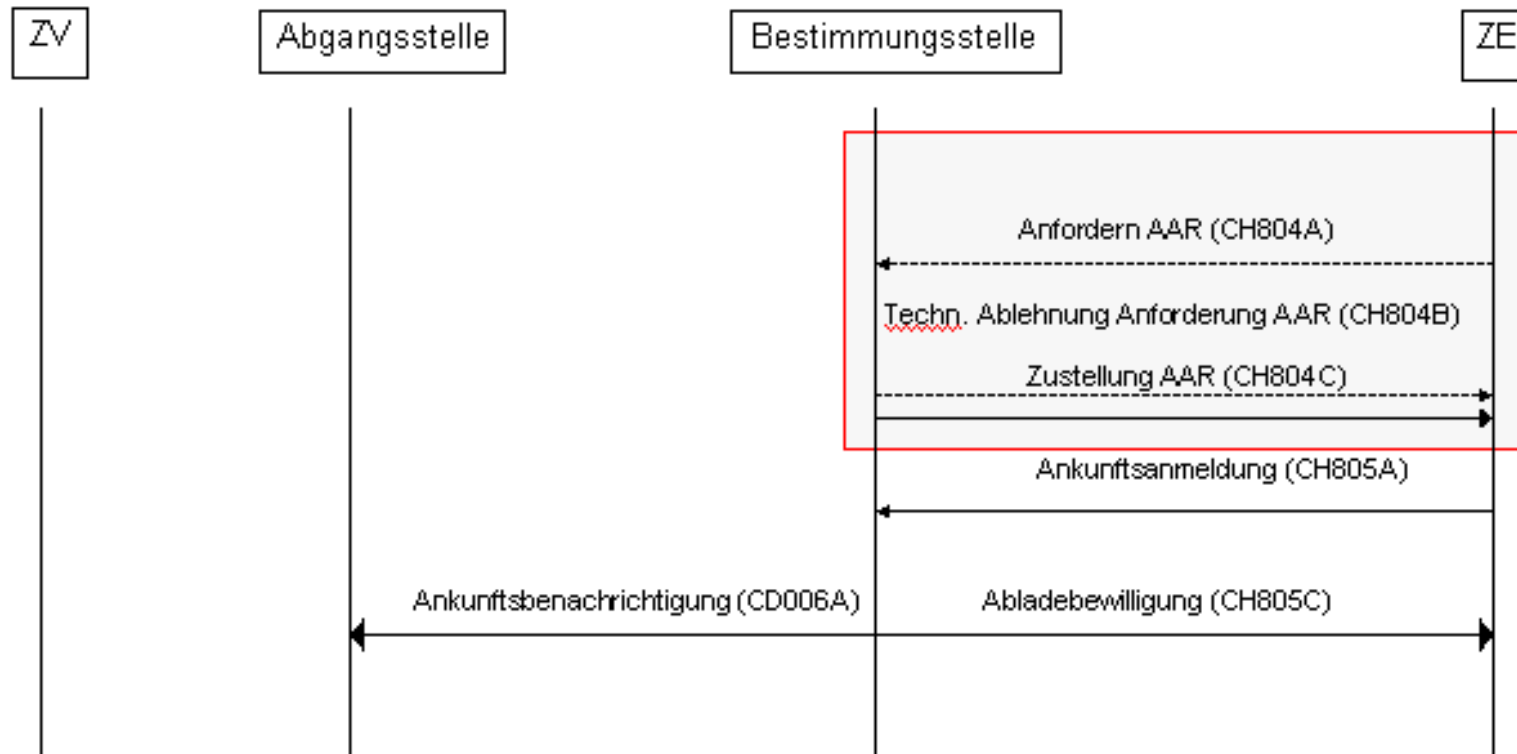 ZV
Abgangsstelle
Bestimmungsstelle
ZE
Anfordern AAR (CH804A)
Techn. Ablehnung Anforderung AAR (CH804B)
Zustellung AAR (CH804C)
Ankunftsanmeldung (CH805A)
Ankunftsbenachrichtigung (CD006A)
Abladebewilligung (CH805C)